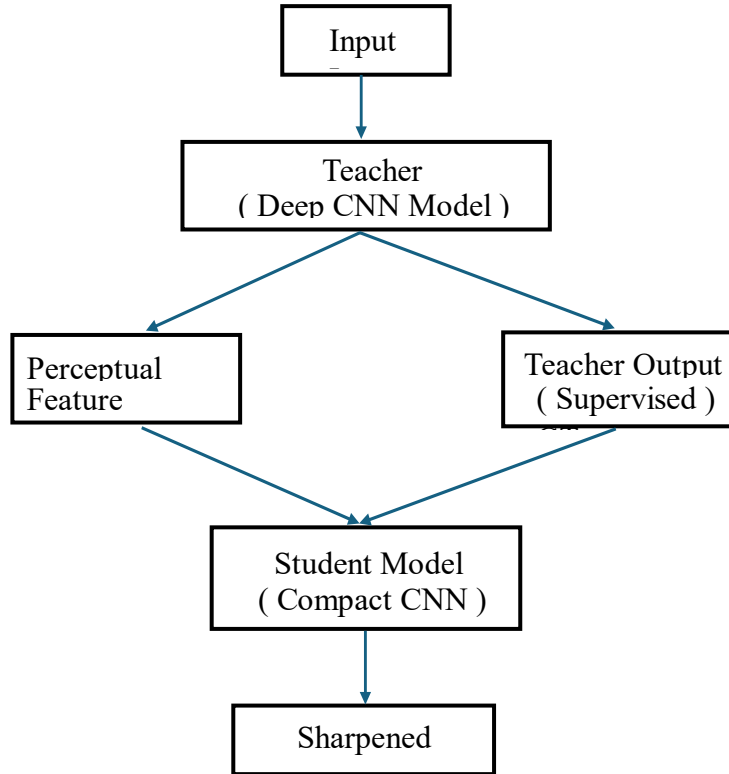 Input
Teacher
( Deep CNN Model )
Perceptual
Feature
Teacher Output
( Supervised )
Student Model
( Compact CNN )
Sharpened